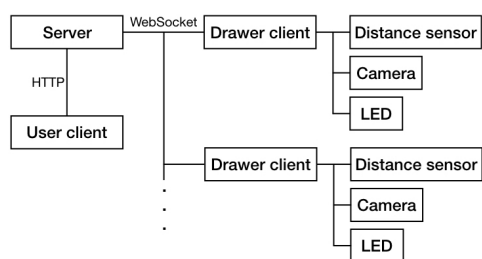 Server
WebSocket
Drawer client
Distance sensor
HTTP
Camera
LED
User client
Drawer client
Distance sensor
Camera
LED